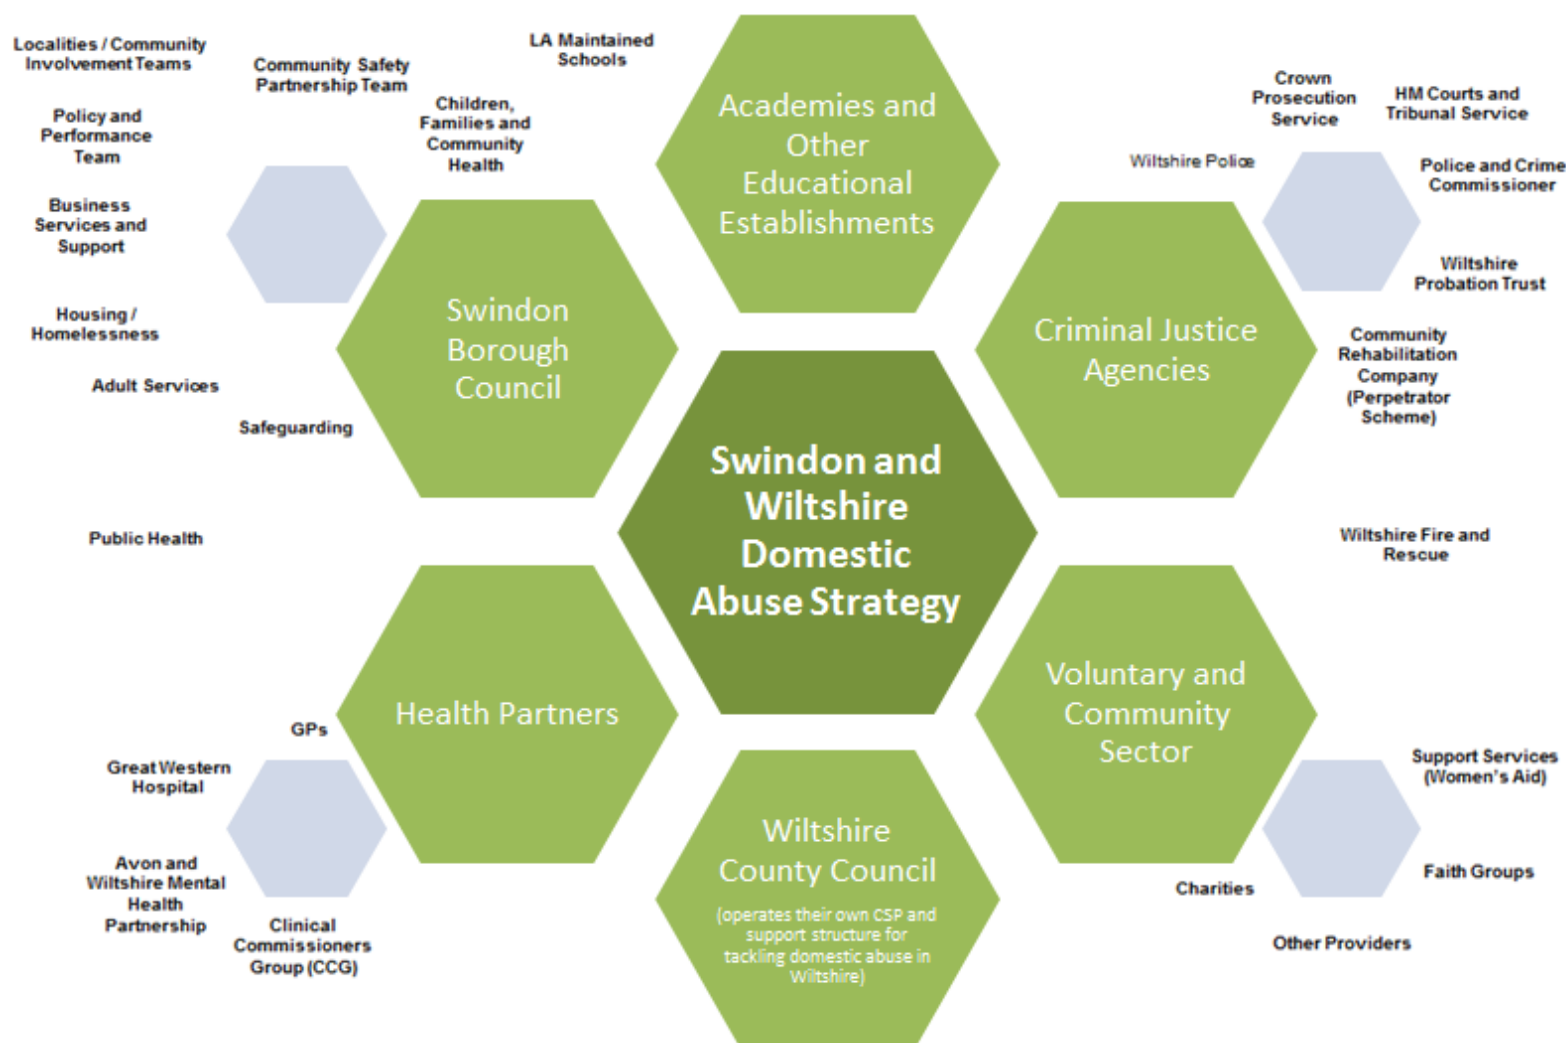 Localities / Community
Involvement Teams
Community Safety
Partnership Team
LA Maintained
Schools
Policy and
Performance
Team
Children,
Families and
Community
Health
Business
Services and
Support
Housing /
Homelessness
Adult Services
Safeguarding
Swindon
Borough
Council
Academies and
Other
Educational
Establishments
Crown
Prosecution
Service
HM Courts and
Tribunal Service
Wiltshire Police
Police and Crime
Commissioner
Wiltshire
Probation Trust
Community
Rehabilitation
Company
(Perpetrator
Scheme)
Criminal Justice
Agencies
Swindon and
Wiltshire
Domestic
Abuse Strategy
Public Health
Wiltshire Fire and
Rescue
Health Partners
GPs
Great Western
Hospital
Avon and
Wiltshire Mental
Health
Partnership
Clinical
Commissioners
Group (CCG)
Wiltshire
County Council
(operates their own CSP and
support structure for
tackling domestic abuse in
Wiltshire)
Voluntary and
Community
Sector
Support Services
(Women's Aid)
Faith Groups
Charities
Other Providers